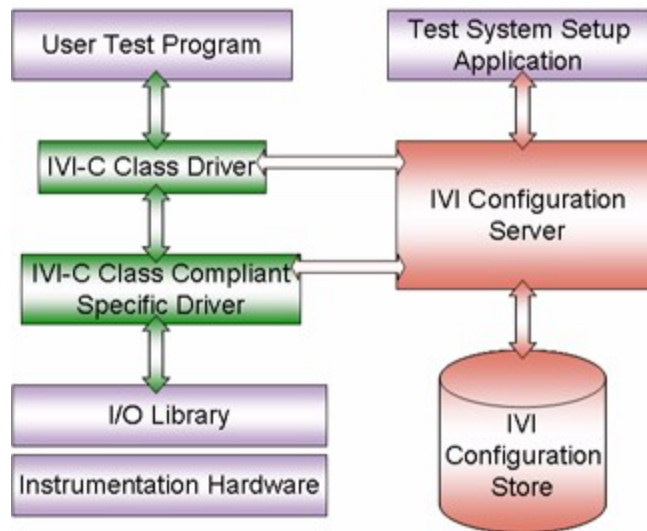 User Test Program
Test System Setup
Application
IVI-C Class Driver
IVI Configuration
Server
IVI-C Class Compliant
Specific Driver
I/O Library
Instrumentation Hardware
IVI
Configuration
Store